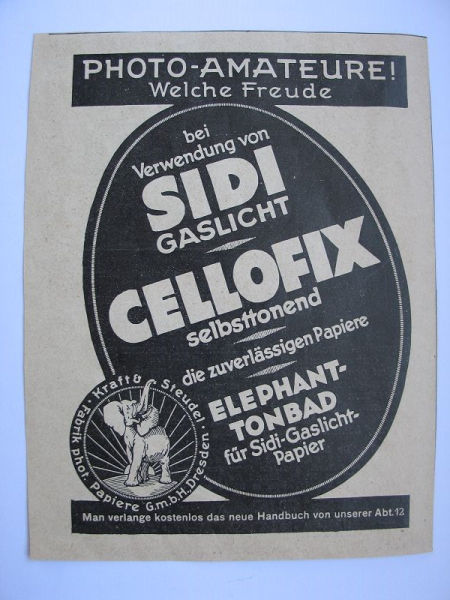 PHOTO-AMATEURE!
Welche Freude
bei
Verwendung von
SIDI
GASLICHT
CELLOFIX
selbsttonend
die zuverlässigen Papiere
ELEPHANT-
TONBAD
für Sidi-Gaslicht-
Papier
Kraft & Steudel.
Fabrik phot. Papiere G.m.b.H., Dresden
Man verlange kostenlos das neue Handbuch von unserer Abt.12